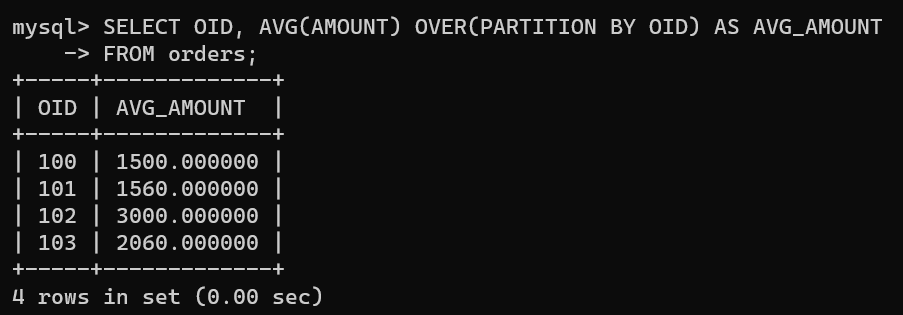 mysql> SELECT OID, AVG(AMOUNT) OVER(PARTITION BY OID) AS AVG_AMOUNT
    -> FROM orders;
+-----+-------------+
| OID | AVG_AMOUNT  |
+-----+-------------+
| 100 | 1500.000000 |
| 101 | 1560.000000 |
| 102 | 3000.000000 |
| 103 | 2060.000000 |
+-----+-------------+
4 rows in set (0.00 sec)